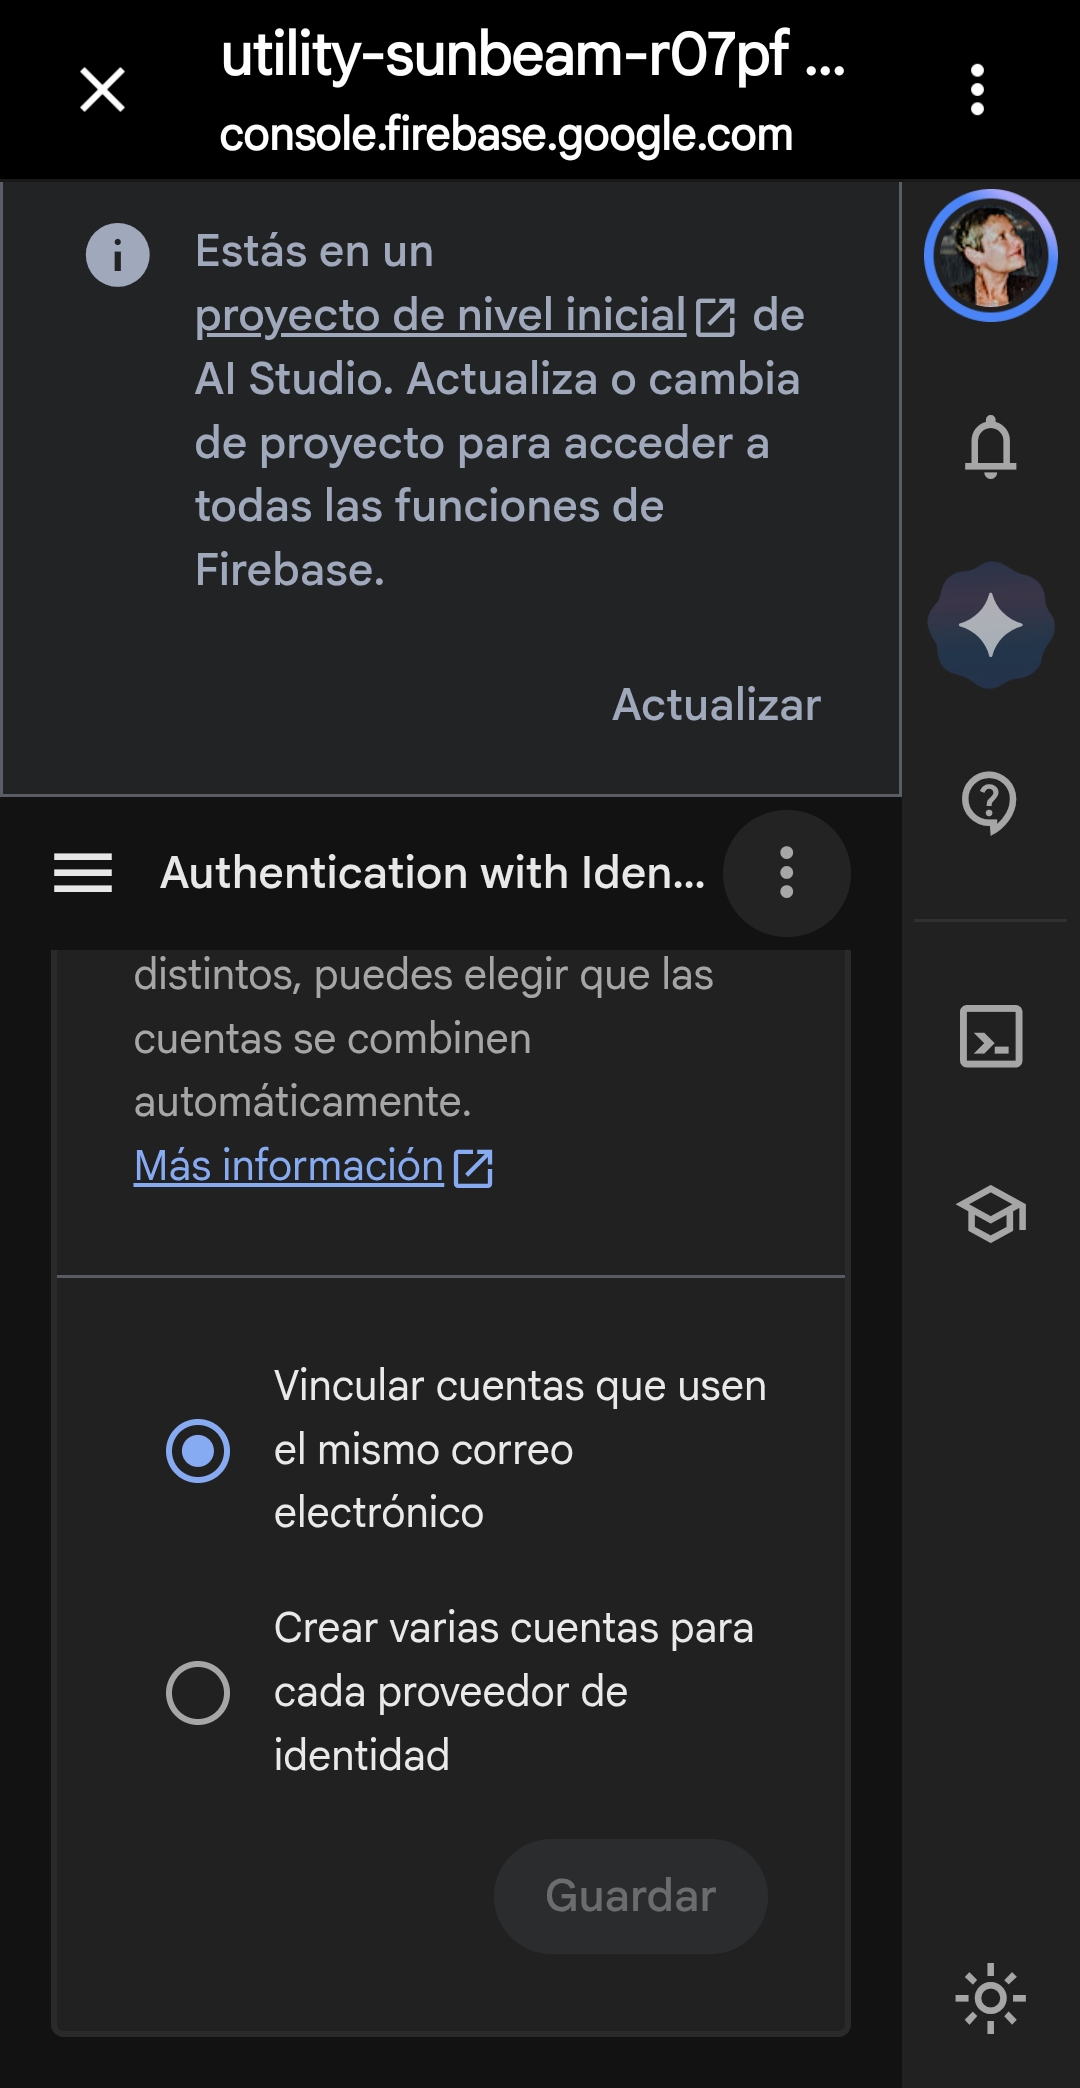 utility-sunbeam-r07pf ...
console.firebase.google.com
Estás en un
proyecto de nivel inicial de
AI Studio. Actualiza o cambia
de proyecto para acceder a
todas las funciones de
Firebase.
Actualizar
Authentication with Iden...
distintos, puedes elegir que las
cuentas se combinen
automáticamente.
Más información
Vincular cuentas que usen
el mismo correo
electrónico
Crear varias cuentas para
cada proveedor de
identidad
Guardar